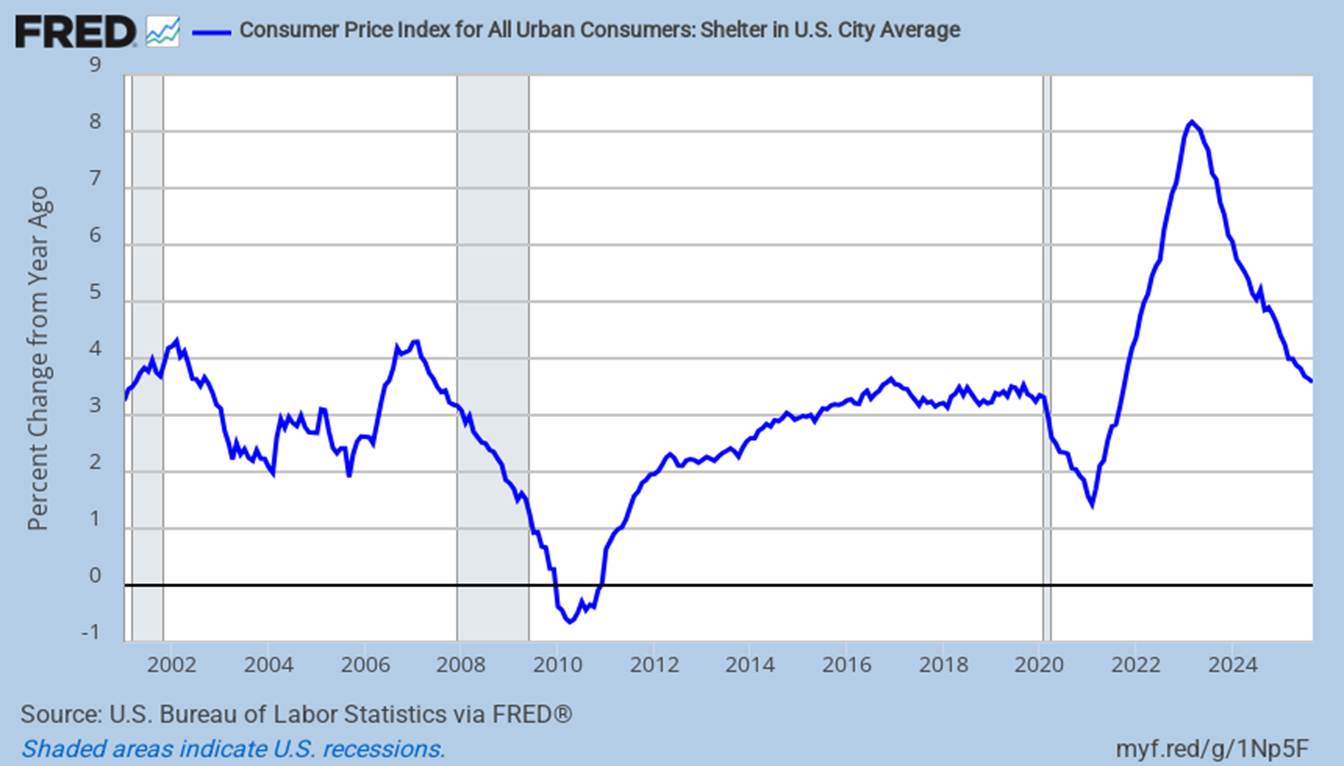 FRED® Consumer Price Index for All Urban Consumers: Shelter in U.S. City Average
Percent Change from Year Ago
9
8
7
6
5
4
3
2
1
0
-1
2002 2004 2006 2008 2010 2012 2014 2016 2018 2020 2022 2024
Source: U.S. Bureau of Labor Statistics via FRED®
Shaded areas indicate U.S. recessions.
myf.red/g/1Np5F